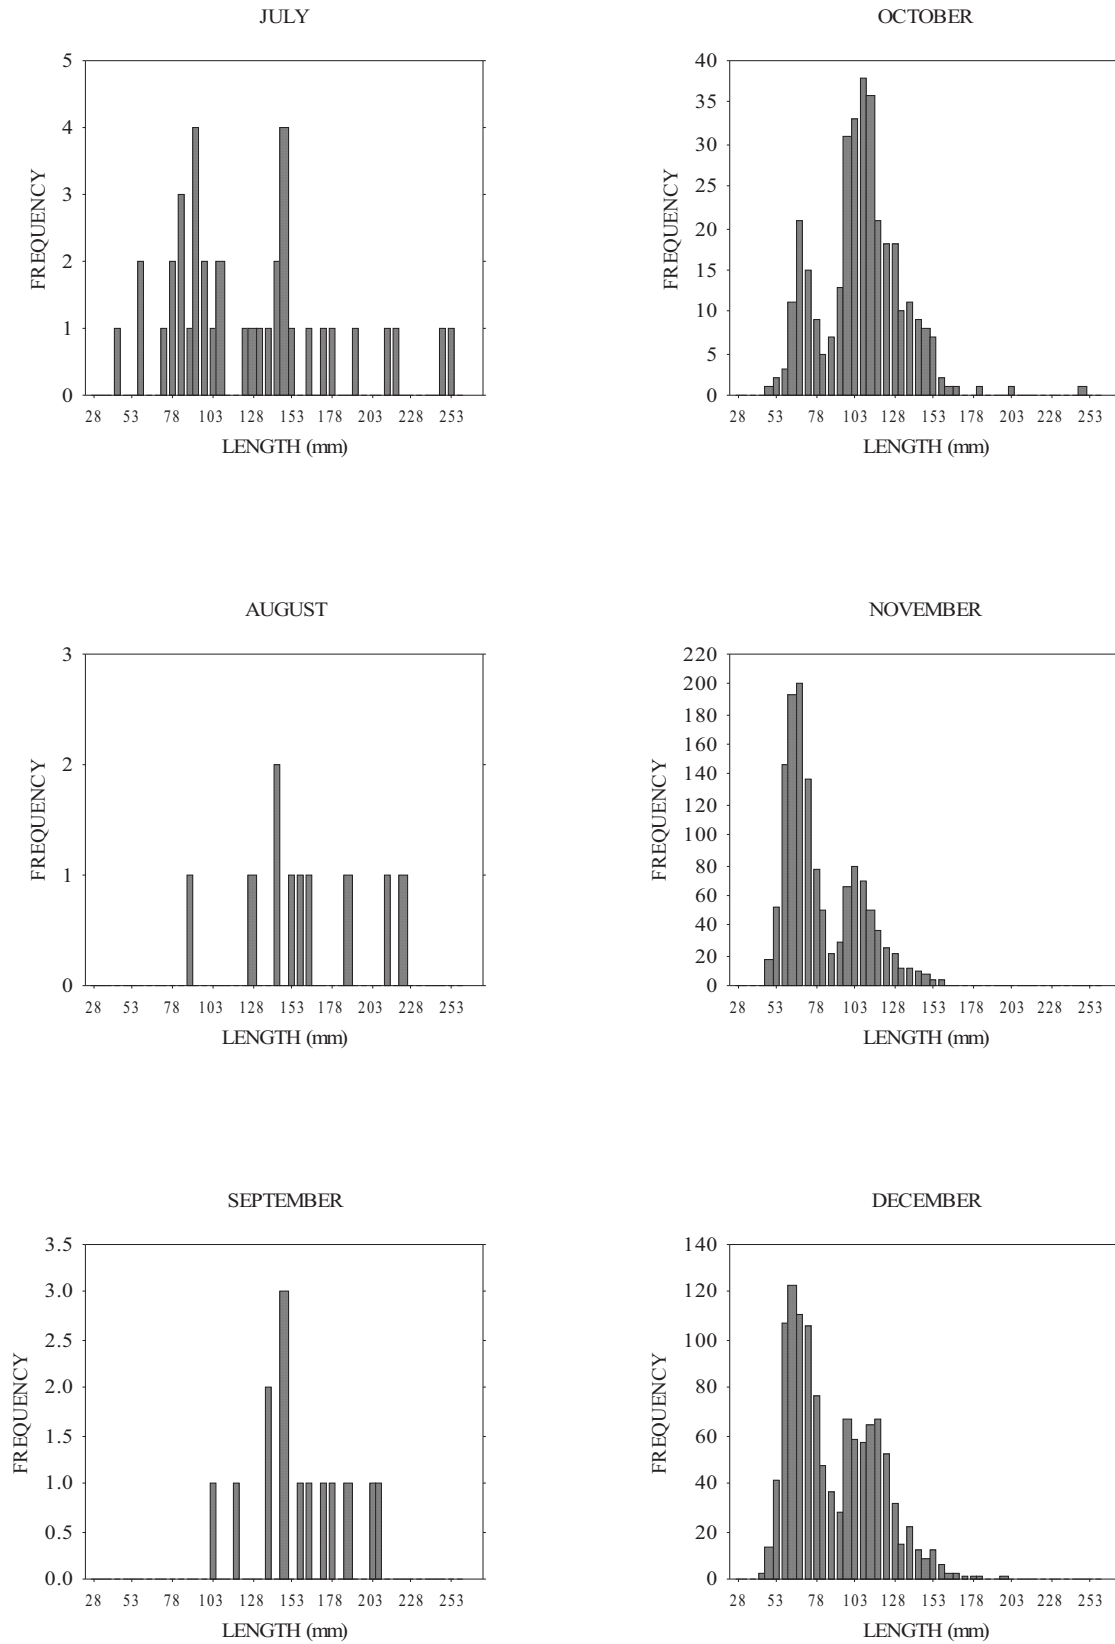 JULY
5
4
3
2
1
0
FREQUENCY
28 53 78 103 128 153 178 203 228 253
LENGTH (mm)
OCTOBER
40
35
30
25
20
15
10
5
0
FREQUENCY
28 53 78 103 128 153 178 203 228 253
LENGTH (mm)
AUGUST
3
2
1
0
FREQUENCY
28 53 78 103 128 153 178 203 228 253
LENGTH (mm)
NOVEMBER
220
200
180
160
140
120
100
80
60
40
20
0
FREQUENCY
28 53 78 103 128 153 178 203 228 253
LENGTH (mm)
SEPTEMBER
3.5
3.0
2.5
2.0
1.5
1.0
0.5
0.0
FREQUENCY
28 53 78 103 128 153 178 203 228 253
LENGTH (mm)
DECEMBER
140
120
100
80
60
40
20
0
FREQUENCY
28 53 78 103 128 153 178 203 228 253
LENGTH (mm)